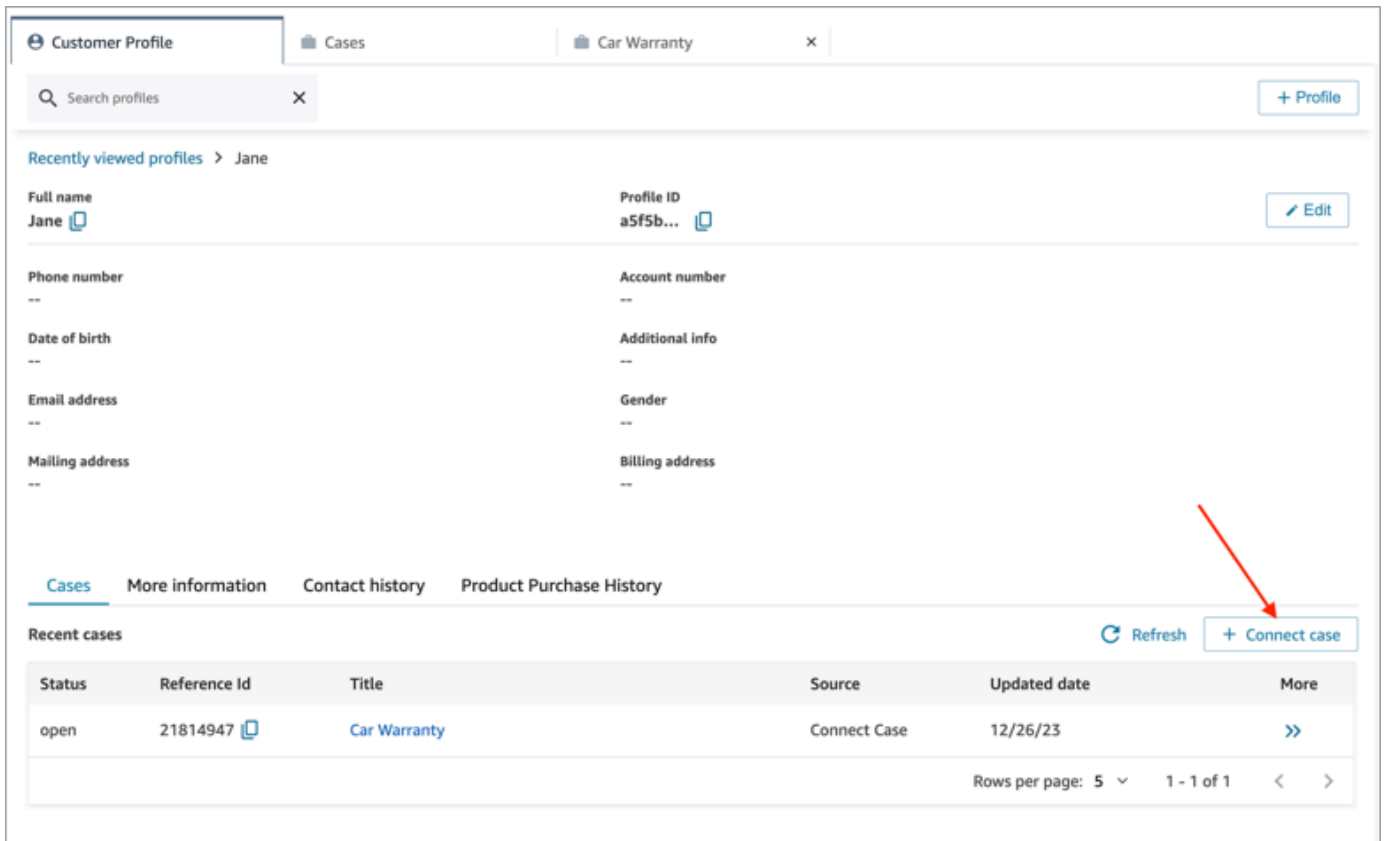 Customer Profile Cases Car Warranty ×
Search profiles × + Profile
Recently viewed profiles > Jane
Full name Profile ID
Jane a5f5b... Edit
Phone number Account number
-- --
Date of birth Additional info
-- --
Email address Gender
-- --
Mailing address Billing address
-- --
Cases More information Contact history Product Purchase History
Recent cases Refresh + Connect case
Status Reference Id Title Source Updated date More
open 21814947 Car Warranty Connect Case 12/26/23 »
Rows per page: 5 1 - 1 of 1 < >